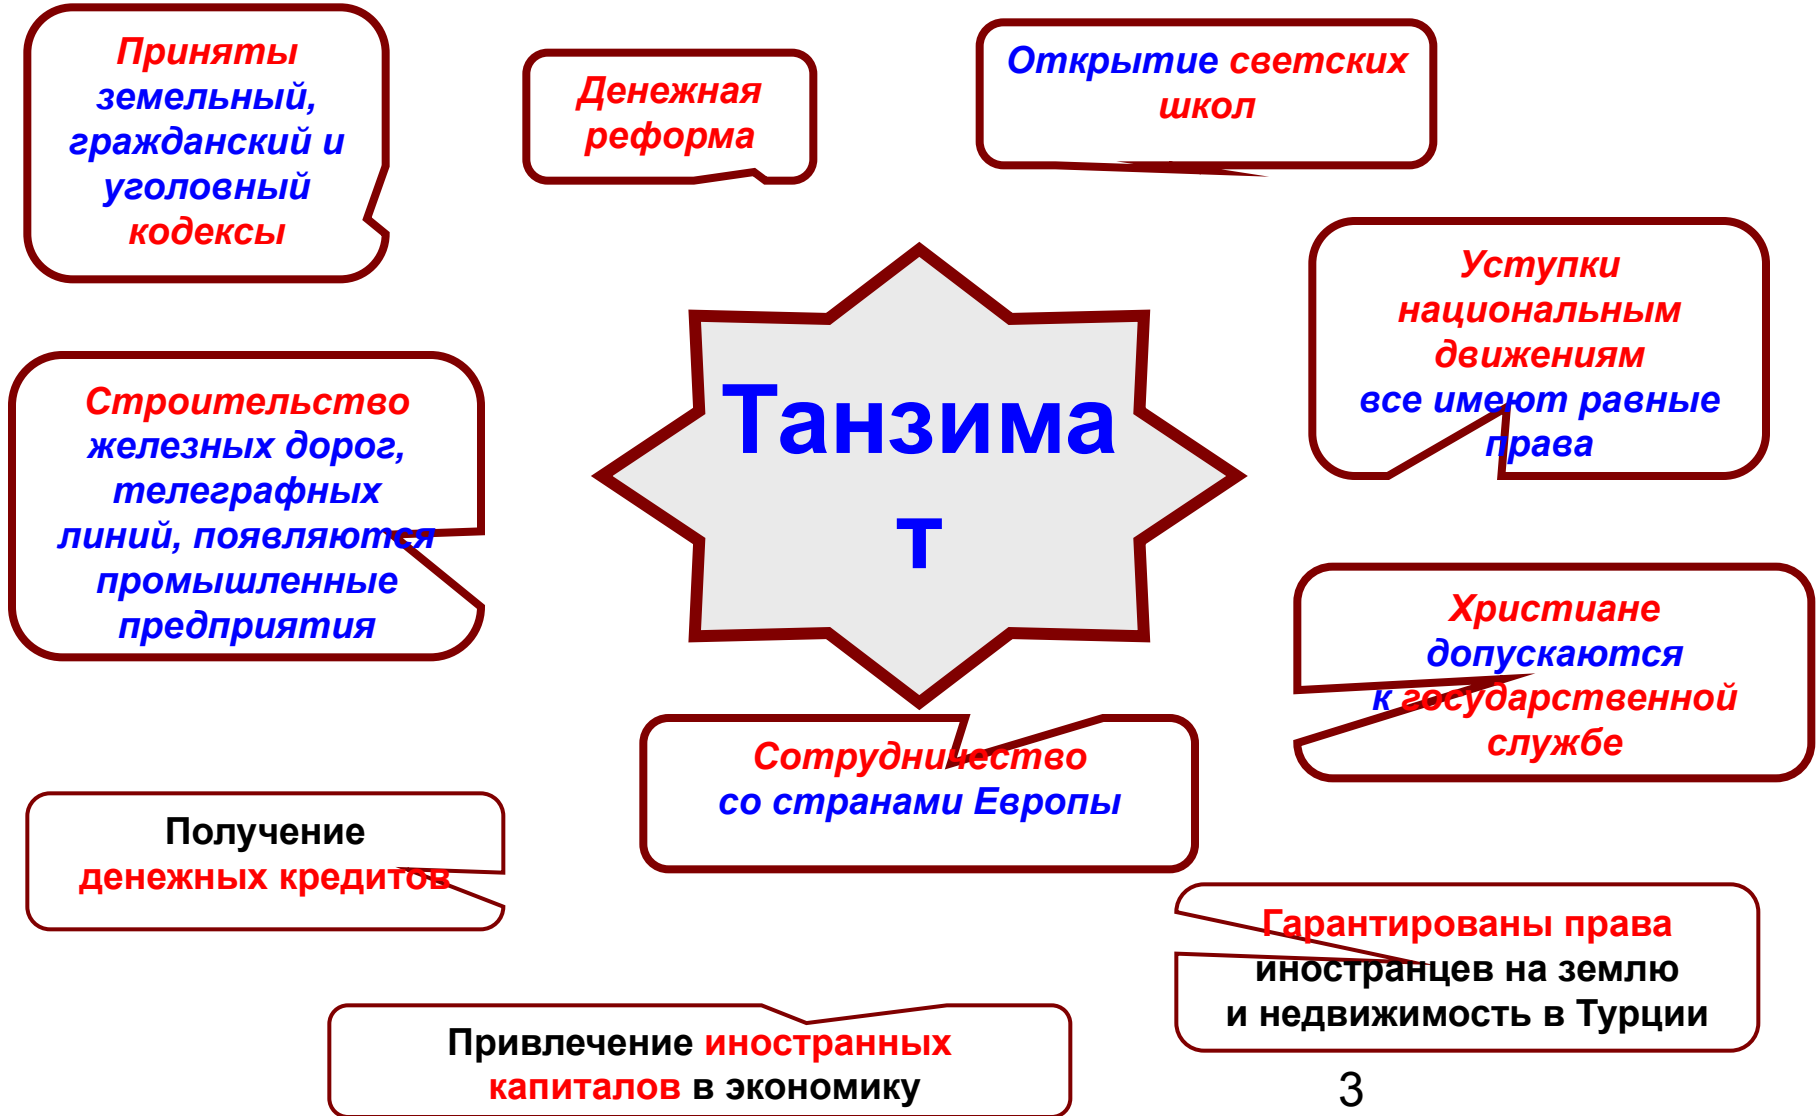 Приняты
земельный,
гражданский и
уголовный
кодексы
Денежная
реформа
Открытие светских
школ
Уступки
национальным
движениям
все имеют равные
права
Строительство
железных дорог,
телеграфных
линий, появляются
промышленные
предприятия
Танзима
т
Христиане
допускаются
к государственной
службе
Сотрудничество
со странами Европы
Получение
денежных кредитов
Гарантированы права
иностранцев на землю
и недвижимость в Турции
Привлечение иностранных
капиталов в экономику
3